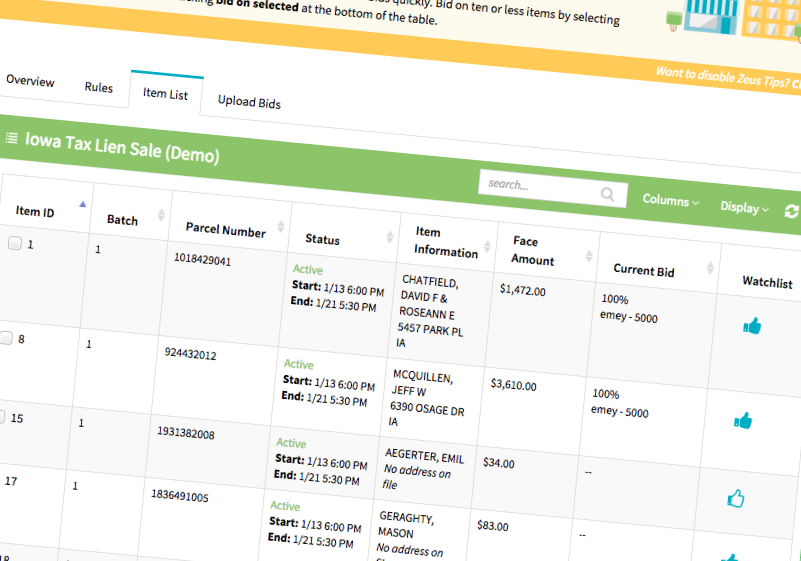 quickly. Bid on ten or less items by selecting
bid on selected at the bottom of the table.
Want to disable Zeus Tips?
Overview
Rules
Item List
Upload Bids
Iowa Tax Lien Sale (Demo)
search...
Columns
Display
Item ID
Batch
Parcel Number
Status
Item
Information
Face
Amount
Current Bid
Watchlist
1
1
1018429041
Active
Start: 1/13 6:00 PM
End: 1/21 5:30 PM
CHATFIELD,
DAVID F &
ROSEANN E
5457 PARK PL
IA
$1,472.00
100%
emey - 5000
8
1
924432012
Active
Start: 1/13 6:00 PM
End: 1/21 5:30 PM
MCQUILLEN,
JEFF W
6390 OSAGE DR
IA
$3,610.00
100%
emey - 5000
15
1
1931382008
Active
Start: 1/13 6:00 PM
End: 1/21 5:30 PM
AEGERTER, EMIL
No address on
file
$34.00
--
17
1
1836491005
Active
Start: 1/13 6:00 PM
End: 1/21 5:30 PM
GERAGHTY,
MASON
No address on
$83.00
--